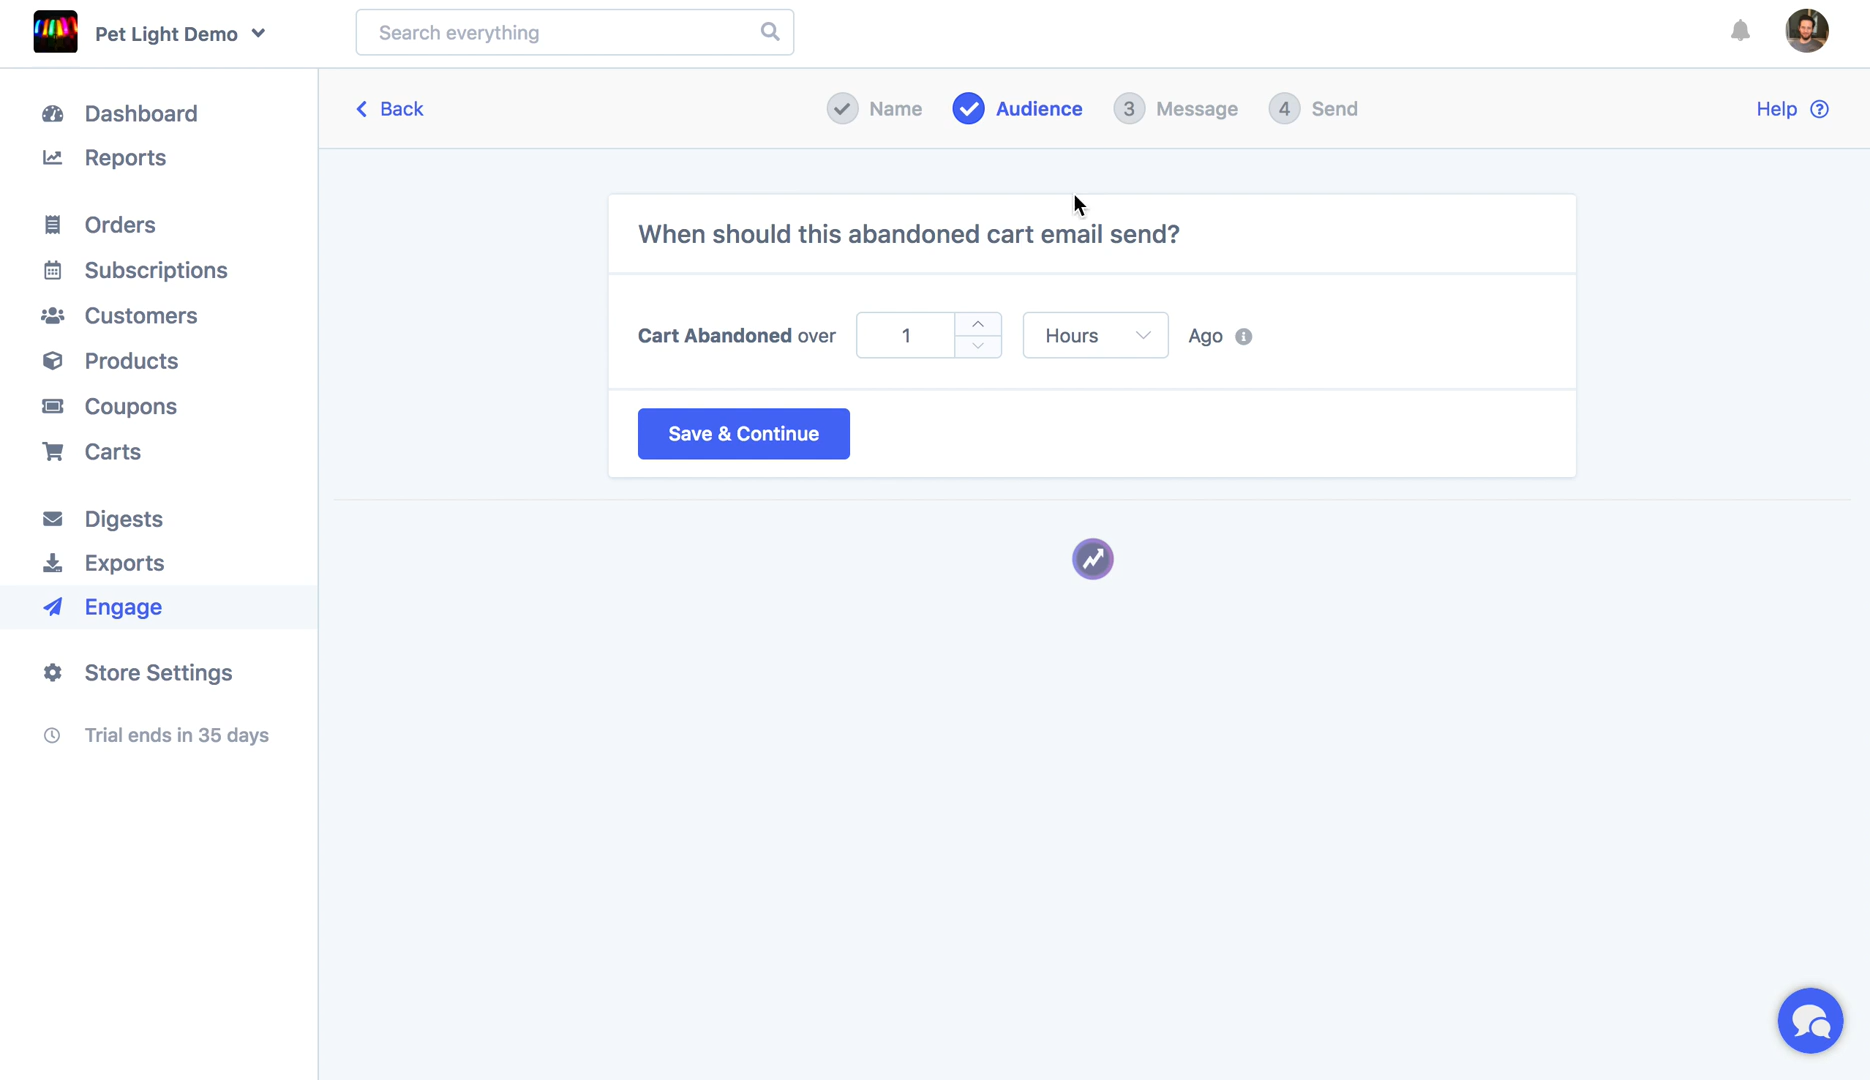 Pet Light Demo
Search everything
Dashboard
Reports
Orders
Subscriptions
Customers
Products
Coupons
Carts
Digests
Exports
Engage
Store Settings
Trial ends in 35 days
Back
Name
Audience
3 Message
4 Send
Help
When should this abandoned cart email send?
Cart Abandoned over 1 Hours Ago
Save & Continue